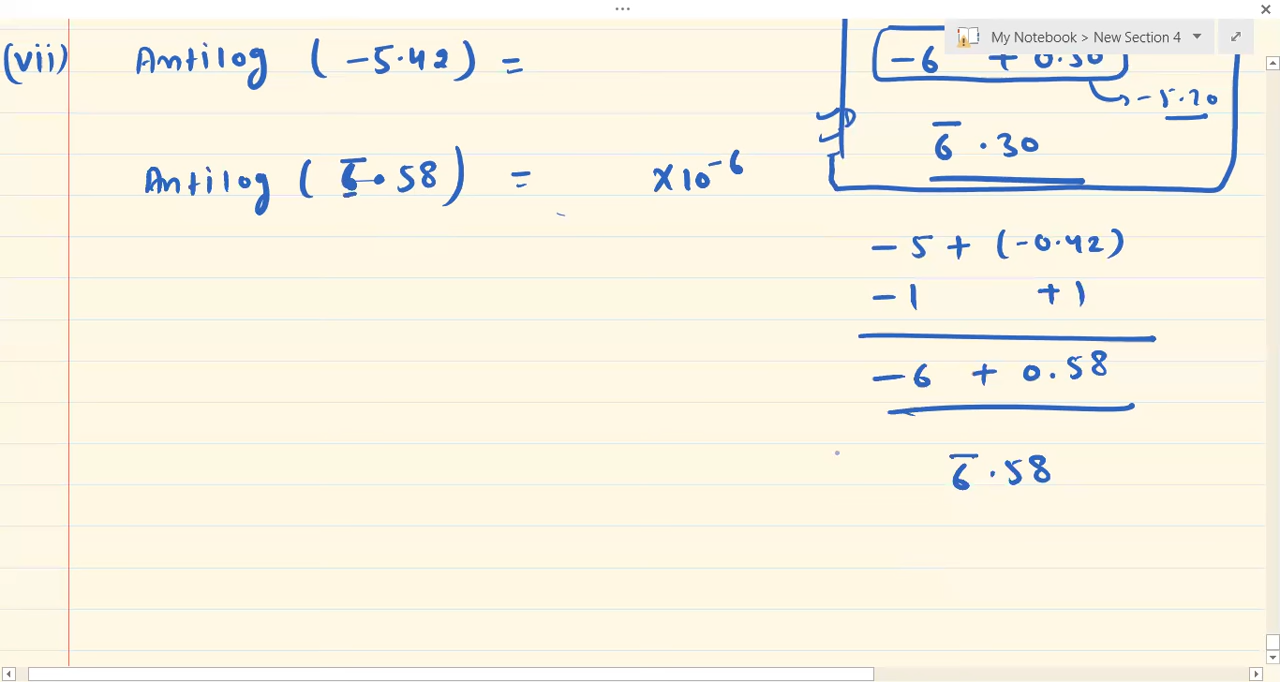 ...
My Notebook > New Section 4
(vii) Antilog (-5.42) =
-6 + 0.30
-5.70
6̅.30
Antilog (6̅.58) = ×10⁻⁶
-5 + (-0.42)
-1 +1
-6 + 0.58
6̅.58